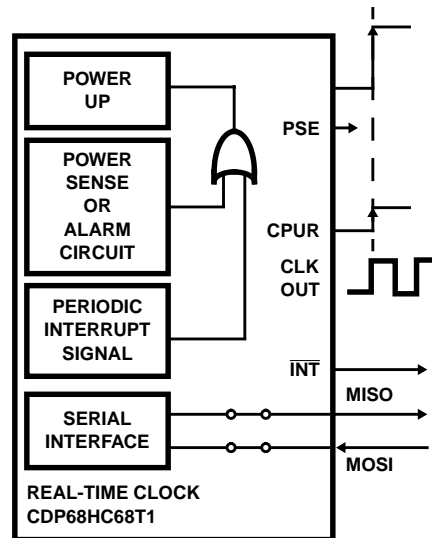 POWER
UP
PSE
POWER
SENSE
OR
ALARM
CIRCUIT
CPUR
CLK
OUT
PERIODIC
INTERRUPT
SIGNAL
INT
MISO
SERIAL
INTERFACE
MOSI
REAL-TIME CLOCK
CDP68HC68T1